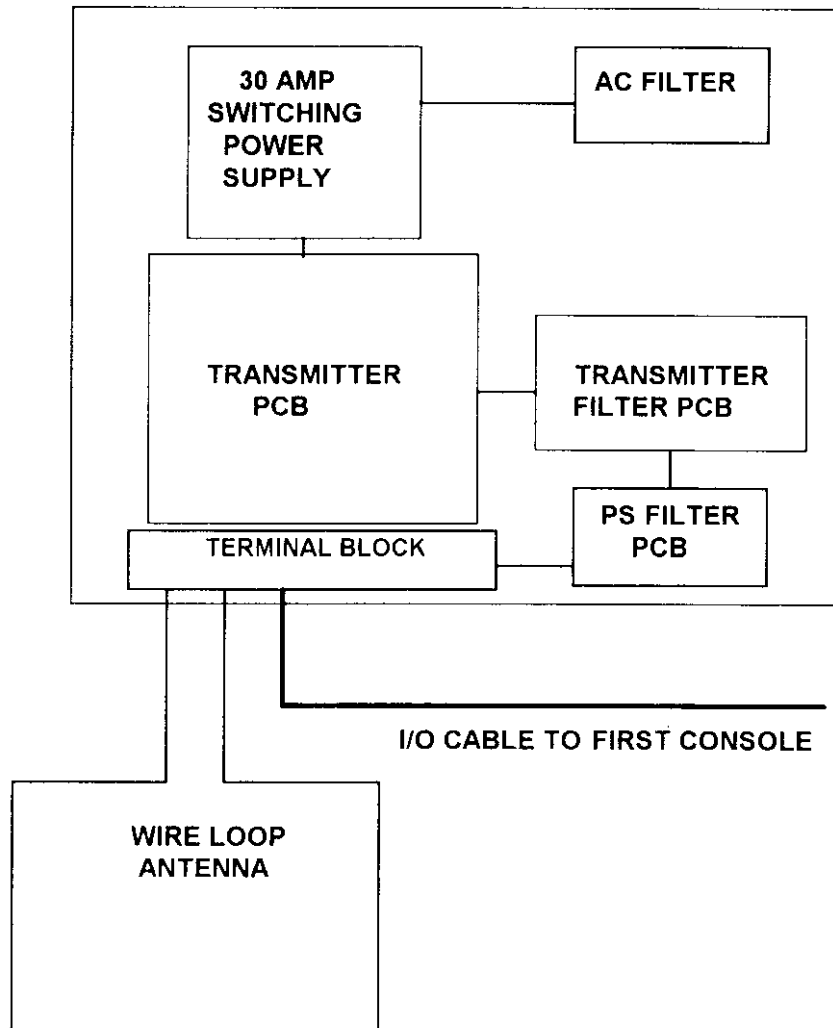 30 AMP
SWITCHING
POWER
SUPPLY
AC FILTER
TRANSMITTER
PCB
TRANSMITTER
FILTER PCB
PS FILTER
PCB
TERMINAL BLOCK
I/O CABLE TO FIRST CONSOLE
WIRE LOOP
ANTENNA